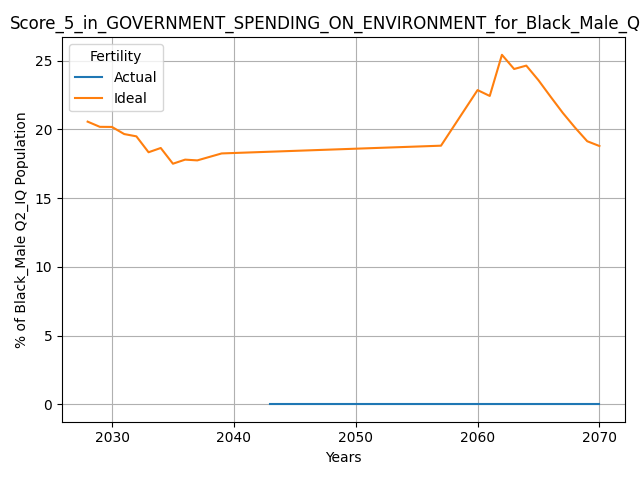 Score_5_in_GOVERNMENT_SPENDING_ON_ENVIRONMENT_for_Black_Male_Q
Fertility
Actual
Ideal
% of Black_Male Q2_IQ Population
25
20
15
10
5
0
2030 2040 2050 2060 2070
Years